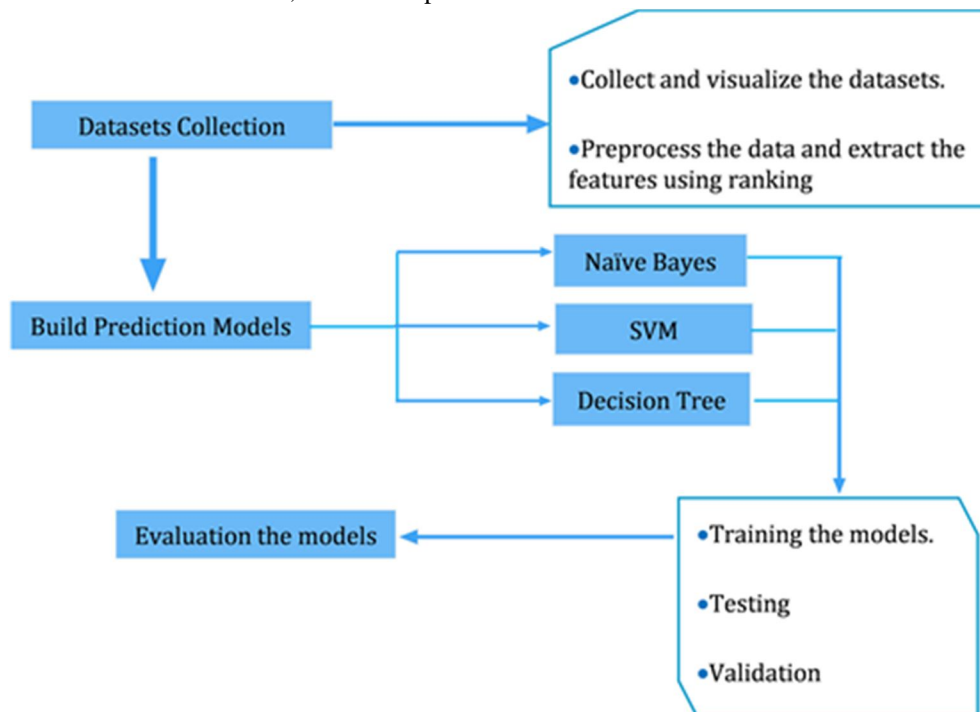 •Collect and visualize the datasets.
Datasets Collection
•Preprocess the data and extract the
features using ranking
Naïve Bayes
Build Prediction Models
SVM
Decision Tree
Evaluation the models
•Training the models.
•Testing
•Validation